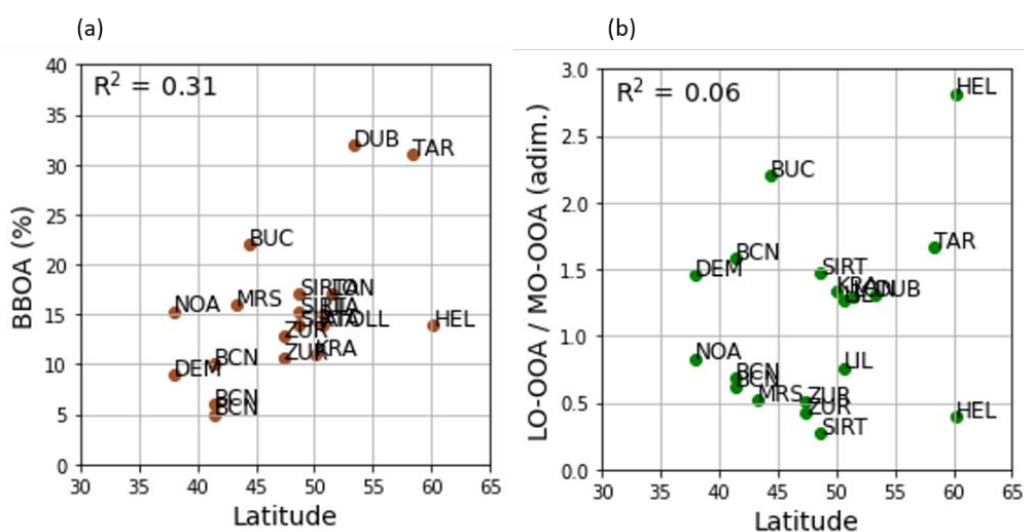 (a)
(b)
R² = 0.31
40
35
30
25
20
15
10
5
0
BBOA (%)
DUB
TAR
BUC
NOA
MRS
HEL
ZUR
ZUR
KRA
DEM
BCN
BCN
BCN
30
35
40
45
50
55
60
65
Latitude
R² = 0.06
3.0
2.5
2.0
1.5
1.0
0.5
0.0
LO-OOA / MO-OOA (adim.)
HEL
BUC
TAR
BCN
DEM
SIRT
KRA
DUB
NOA
LIL
BCN
BCN
MRS
ZUR
ZUR
HEL
SIRT
30
35
40
45
50
55
60
65
Latitude